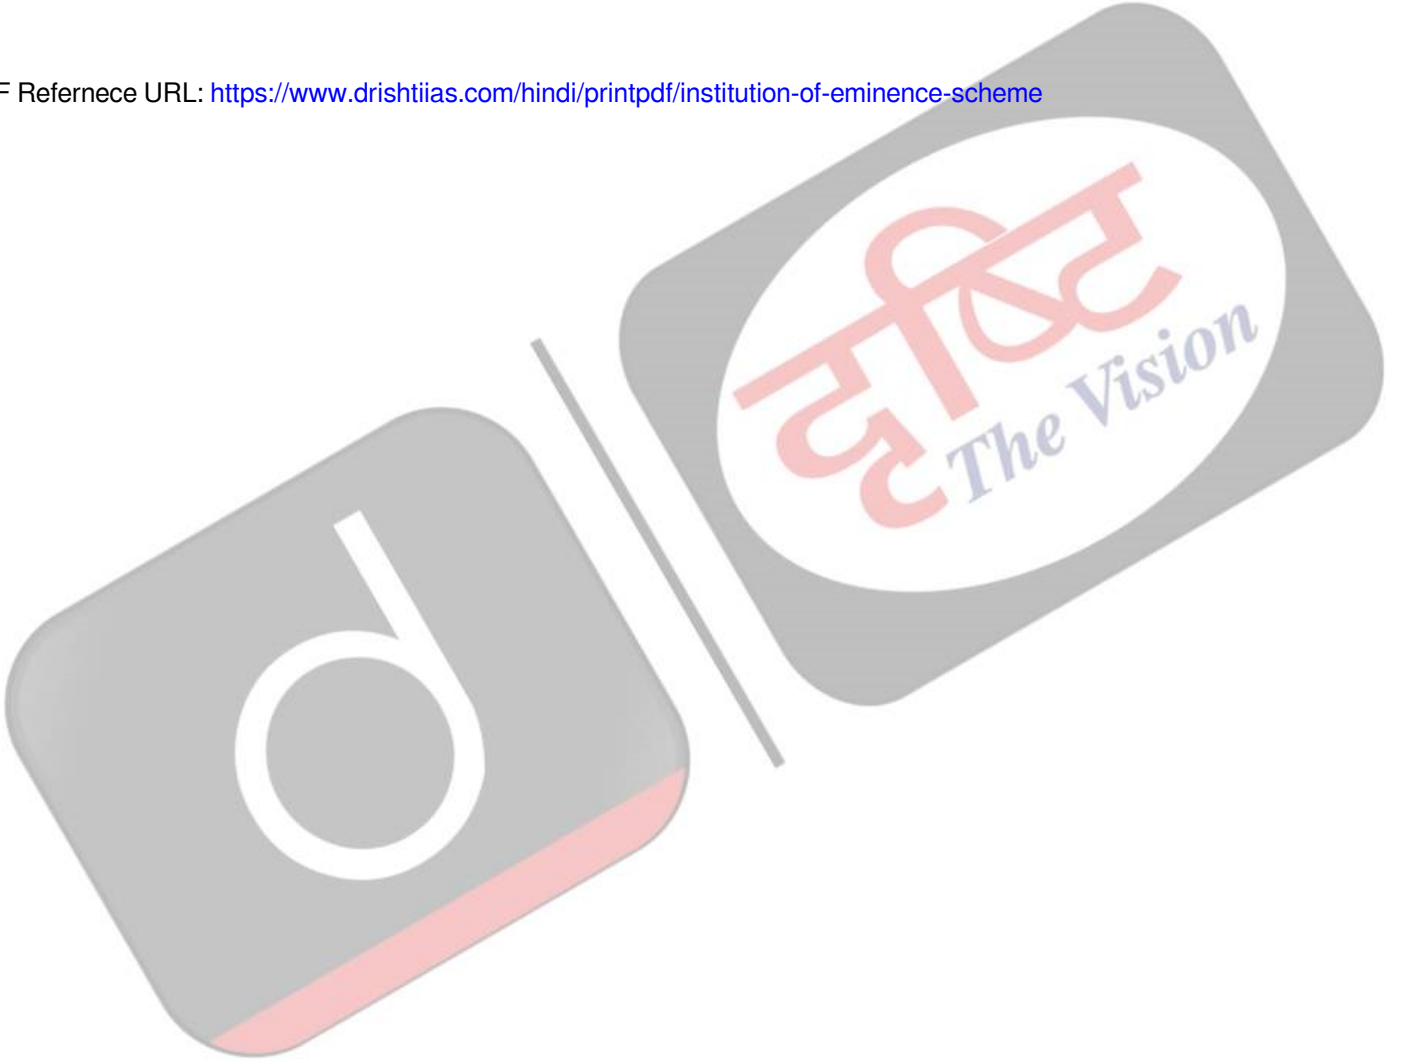 F Refernece URL: https://www.drishtiias.com/hindi/printpdf/institution-of-eminence-scheme
दृष्टि
The Vision
d